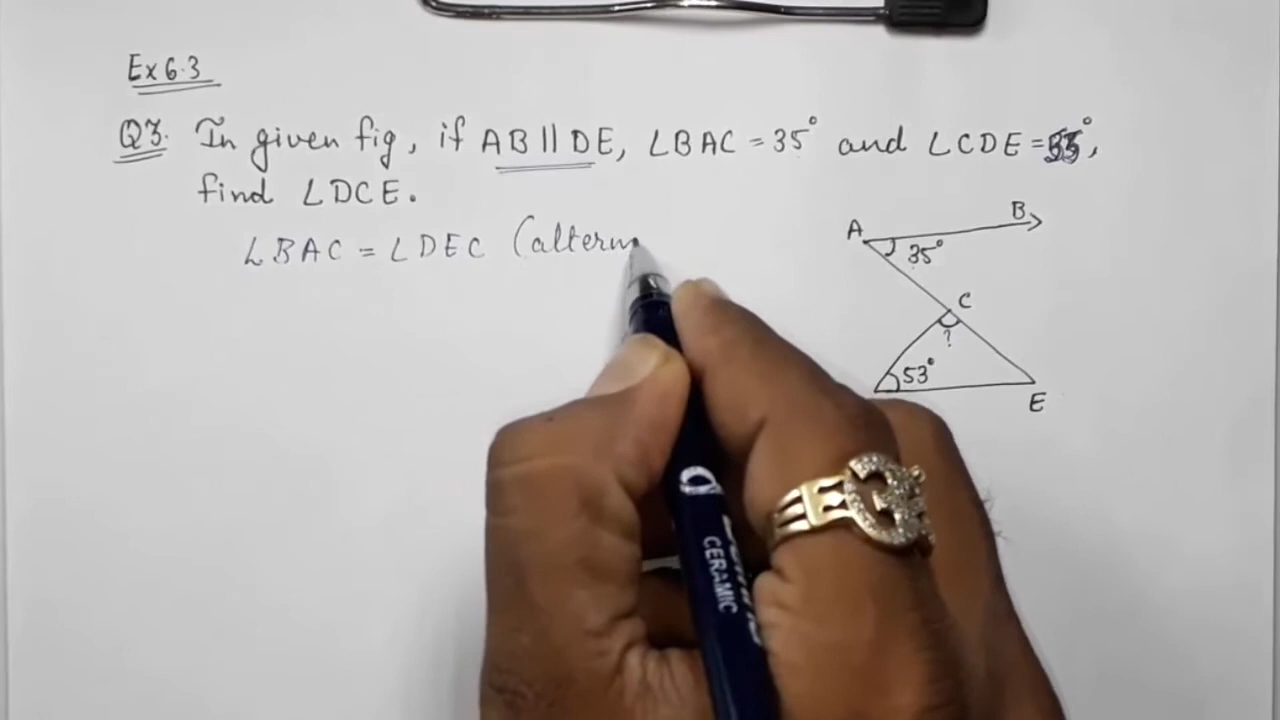 Ex 6.3
Q3. In given fig, if AB || DE, ∠BAC = 35° and ∠CDE = 53°,
find ∠DCE.
∠BAC = ∠DEC (altern
A
B
35°
C
?
53°
E
CERAMIC